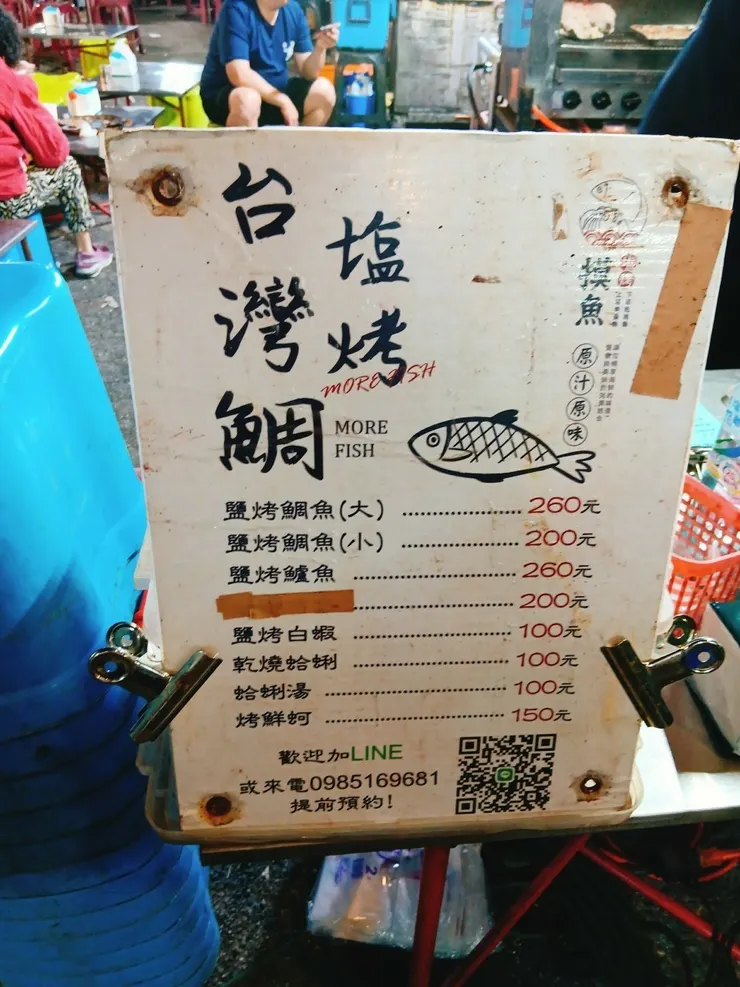 塩烤
台灣鯛
MORE FISH
MORE
FISH
摸魚
原汁原味
鹽烤鯛魚(大) 260元
鹽烤鯛魚(小) 200元
鹽烤鱸魚 260元
200元
鹽烤白蝦 100元
乾燒蛤蜊 100元
蛤蜊湯 100元
烤鮮蚵 150元
歡迎加LINE
或來電0985169681
提前預約!